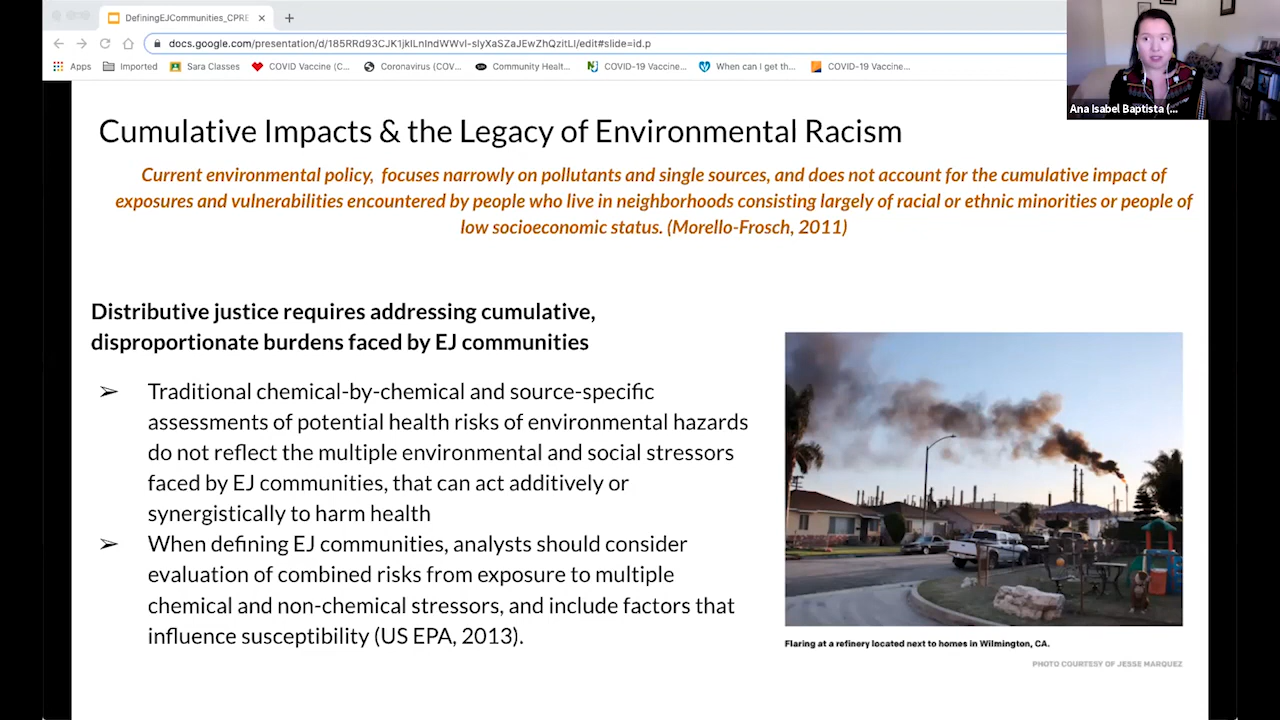 DefiningEJCommunities_CPRE
docs.google.com/presentation/d/185RRd93CJK1jkILnIndWWvI-slyXaSZaJEwZhQzitLI/edit#slide=id.p
Apps Imported Sara Classes COVID Vaccine (C... Coronavirus (COV... Community Healt... COVID-19 Vaccine... When can I get th... COVID-19 Vaccine...
Ana Isabel Baptista (...
Cumulative Impacts & the Legacy of Environmental Racism
Current environmental policy, focuses narrowly on pollutants and single sources, and does not account for the cumulative impact of
exposures and vulnerabilities encountered by people who live in neighborhoods consisting largely of racial or ethnic minorities or people of
low socioeconomic status. (Morello-Frosch, 2011)
Distributive justice requires addressing cumulative,
disproportionate burdens faced by EJ communities
➢ Traditional chemical-by-chemical and source-specific
assessments of potential health risks of environmental hazards
do not reflect the multiple environmental and social stressors
faced by EJ communities, that can act additively or
synergistically to harm health
➢ When defining EJ communities, analysts should consider
evaluation of combined risks from exposure to multiple
chemical and non-chemical stressors, and include factors that
influence susceptibility (US EPA, 2013).
Flaring at a refinery located next to homes in Wilmington, CA.
PHOTO COURTESY OF JESSE MARQUEZ